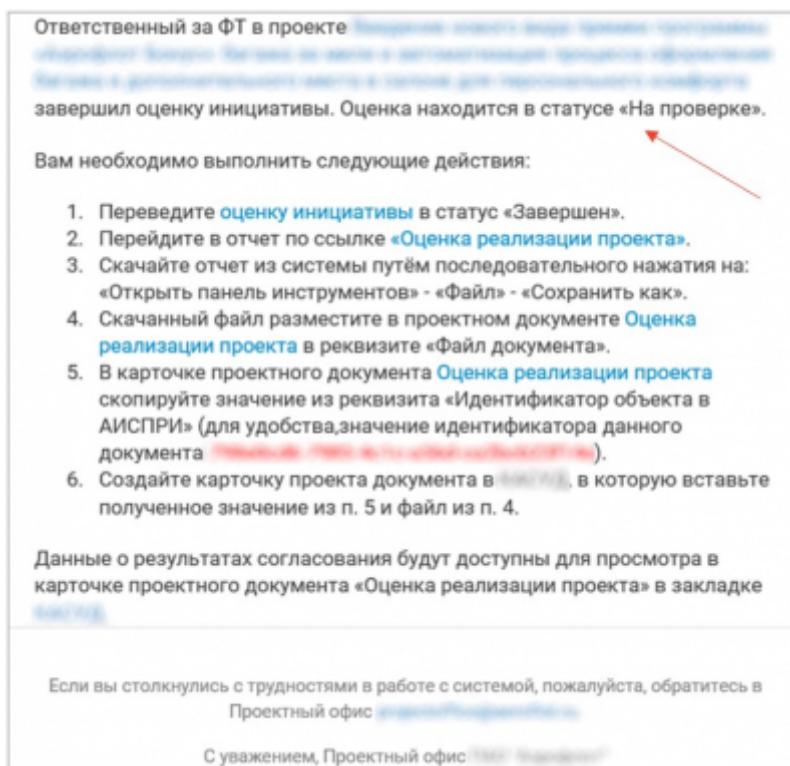 Ответственный за ФТ в проекте
завершил оценку инициативы. Оценка находится в статусе «На проверке».
Вам необходимо выполнить следующие действия:
1. Переведите оценку инициативы в статус «Завершен».
2. Перейдите в отчет по ссылке «Оценка реализации проекта».
3. Скачайте отчет из системы путём последовательного нажатия на:
«Открыть панель инструментов» - «Файл» - «Сохранить как».
4. Скачанный файл разместите в проектном документе Оценка
реализации проекта в реквизите «Файл документа».
5. В карточке проектного документа Оценка реализации проекта
скопируйте значение из реквизита «Идентификатор объекта в
АИСПРИ» (для удобства,значение идентификатора данного
документа ).
6. Создайте карточку проекта документа в , в которую вставьте
полученное значение из п. 5 и файл из п. 4.
Данные о результатах согласования будут доступны для просмотра в
карточке проектного документа «Оценка реализации проекта» в закладке
Если вы столкнулись с трудностями в работе с системой, пожалуйста, обратитесь в
Проектный офис
С уважением, Проектный офис